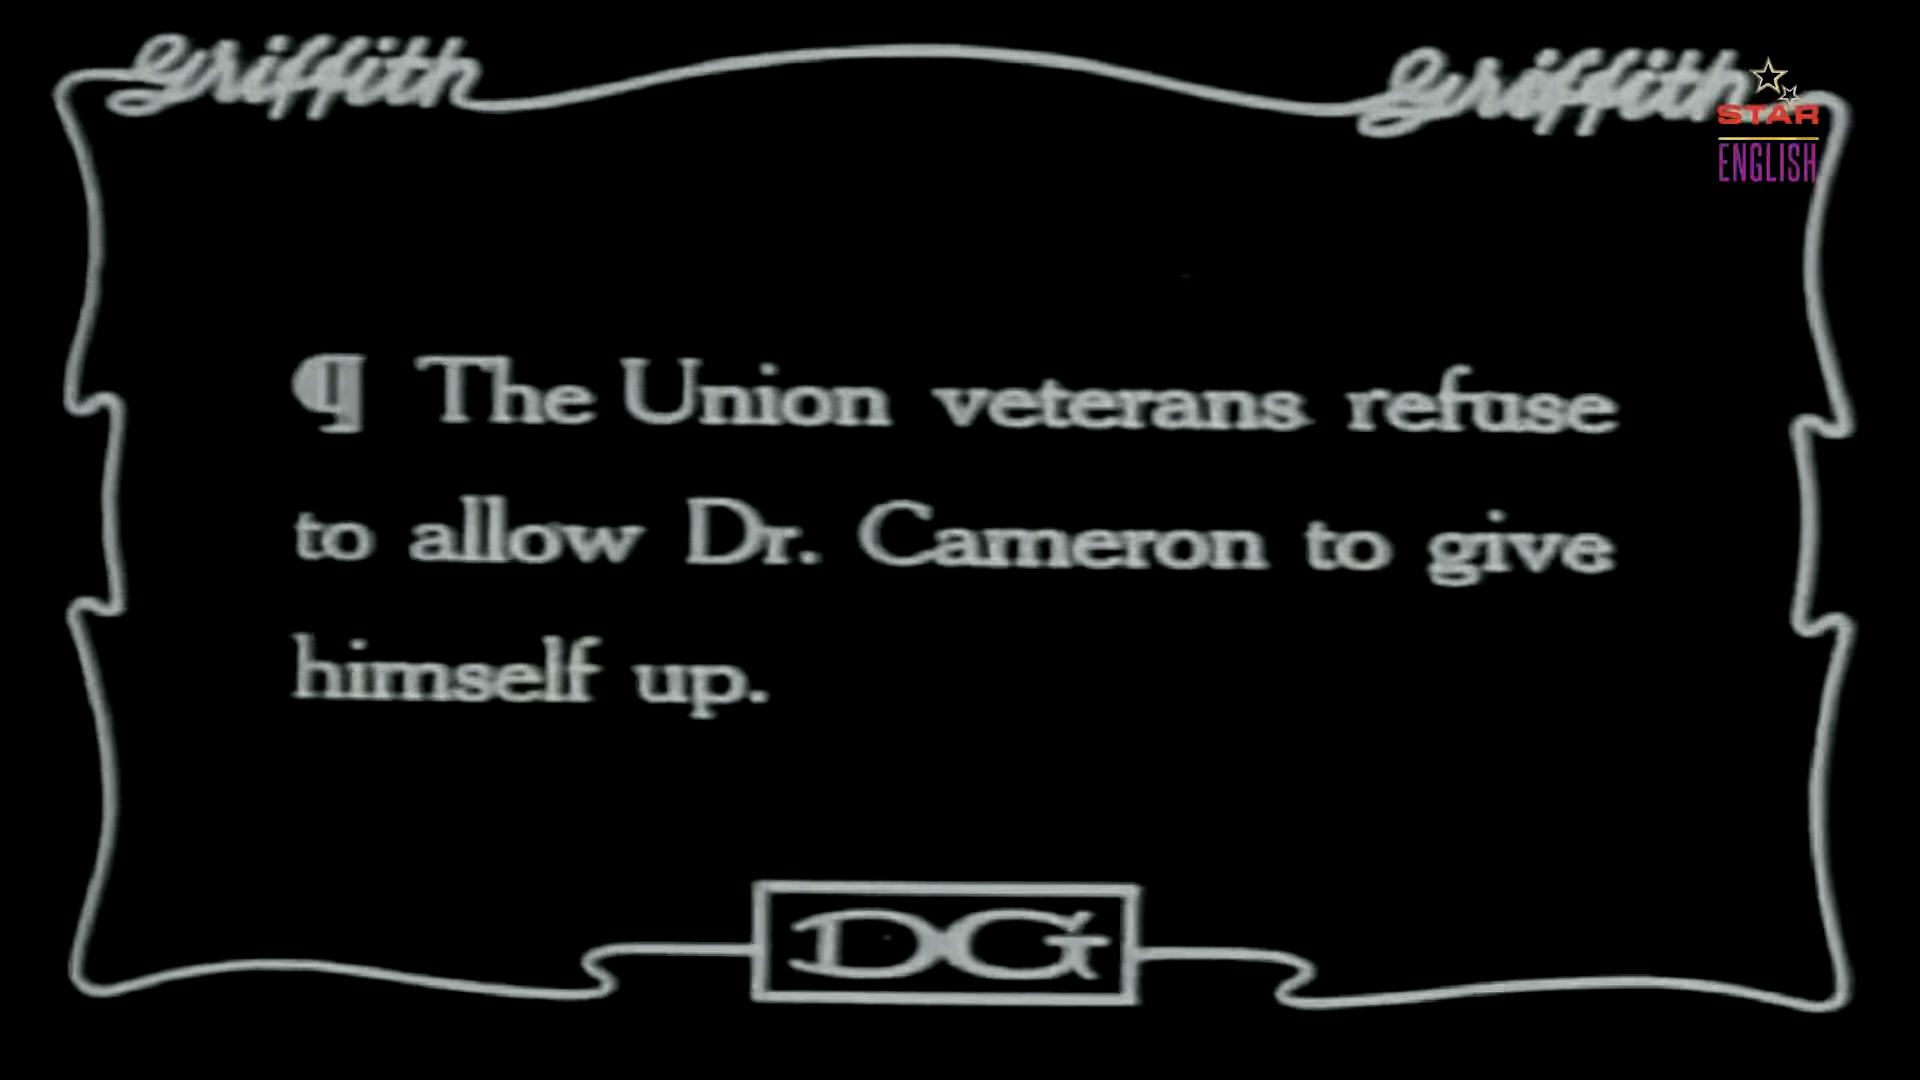 Griffith Griffith
STAR
ENGLISH
¶ The Union veterans refuse
to allow Dr. Cameron to give
himself up.
DG